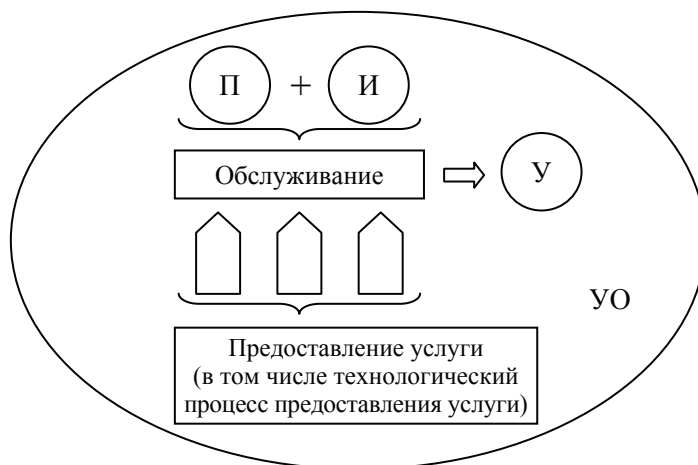 П + И
Обслуживание
У
УО
Предоставление услуги
(в том числе технологический
процесс предоставления услуги)